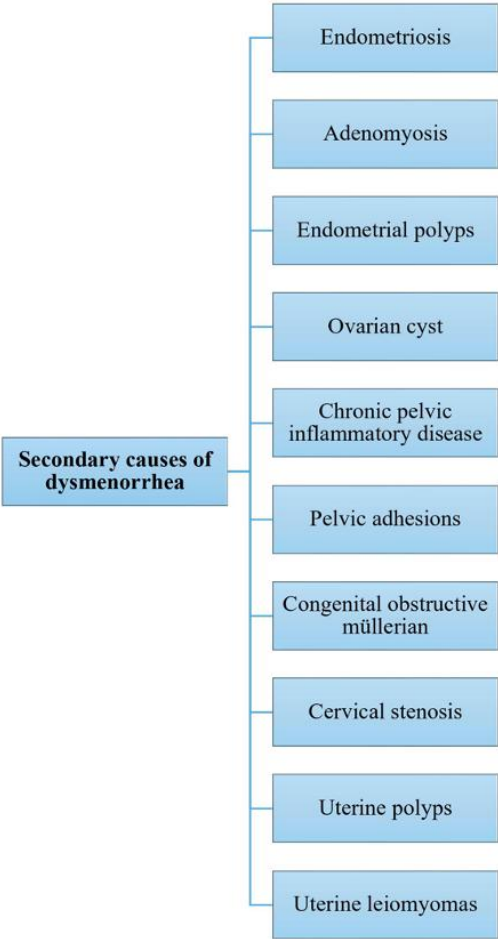 Endometriosis
Adenomyosis
Endometrial polyps
Ovarian cyst
Chronic pelvic
inflammatory disease
Secondary causes of
dysmenorrhea
Pelvic adhesions
Congenital obstructive
müllerian
Cervical stenosis
Uterine polyps
Uterine leiomyomas